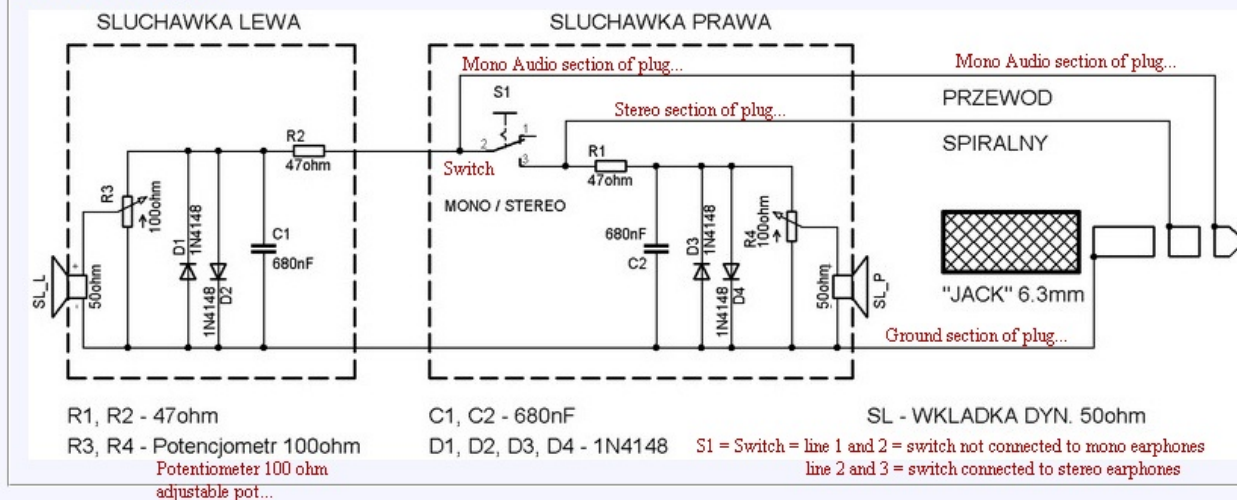 SLUCHAWKA LEWA
SLUCHAWKA PRAWA
Mono Audio section of plug...
Mono Audio section of plug...
S1
PRZEWOD
Stereo section of plug...
1
2
3
SPIRALNY
R2
47ohm
Switch
R1
47ohm
MONO / STEREO
R3
100ohm
D1
1N4148
C1
680nF
1N4148
D2
SL_L
50ohm
+
-
680nF
C2
D3
1N4148
1N4148
D4
R4
100ohm
50ohm
SL_P
"JACK" 6.3mm
Ground section of plug...
R1, R2 - 47ohm
C1, C2 - 680nF
SL - WKLADKA DYN. 50ohm
R3, R4 - Potencjometr 100ohm
D1, D2, D3, D4 - 1N4148
S1 = Switch = line 1 and 2 = switch not connected to mono earphones
line 2 and 3 = switch connected to stereo earphones
Potentiometer 100 ohm
adjustable pot...